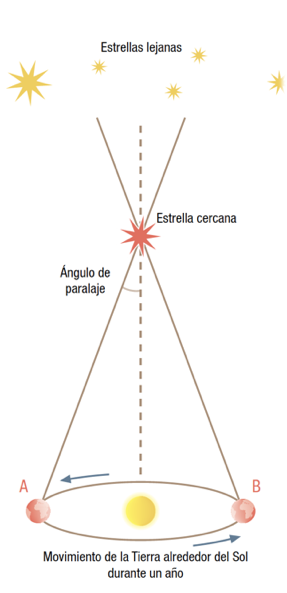 Estrellas lejanas
Estrella cercana
Ángulo de
paralaje
A
B
Movimiento de la Tierra alrededor del Sol
durante un año